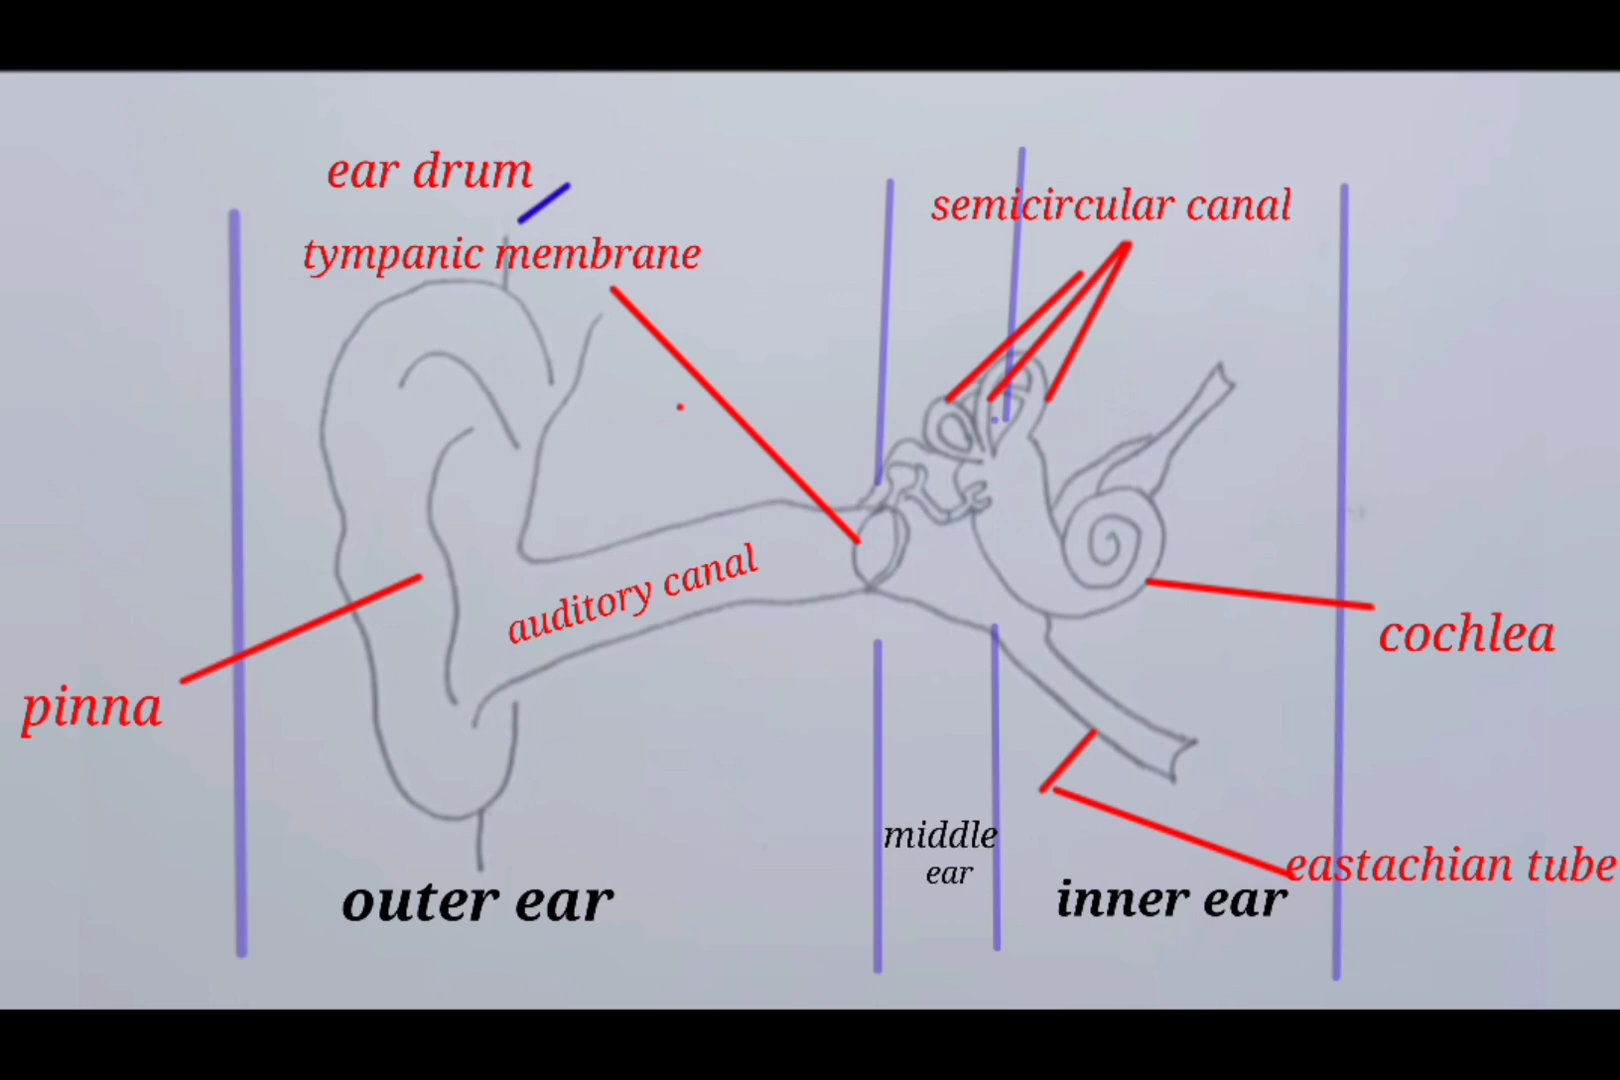 ear drum
tympanic membrane
semicircular canal
auditory canal
pinna
cochlea
middle
ear
eastachian tube
outer ear
inner ear